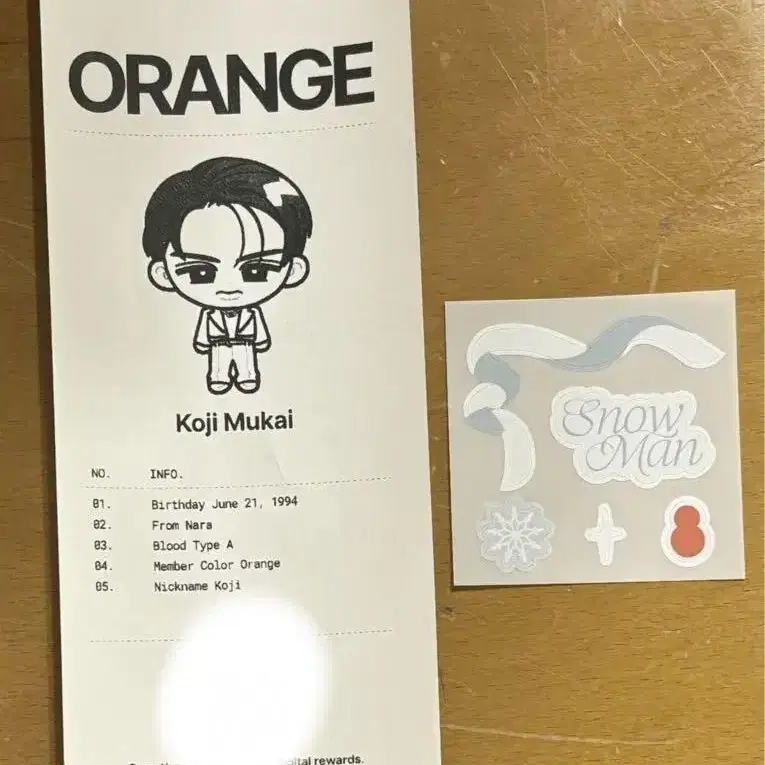 ORANGE
Koji Mukai
NO. INFO.
01. Birthday June 21, 1994
02. From Nara
03. Blood Type A
04. Member Color Orange
05. Nickname Koji
rewards.
Snow
Man